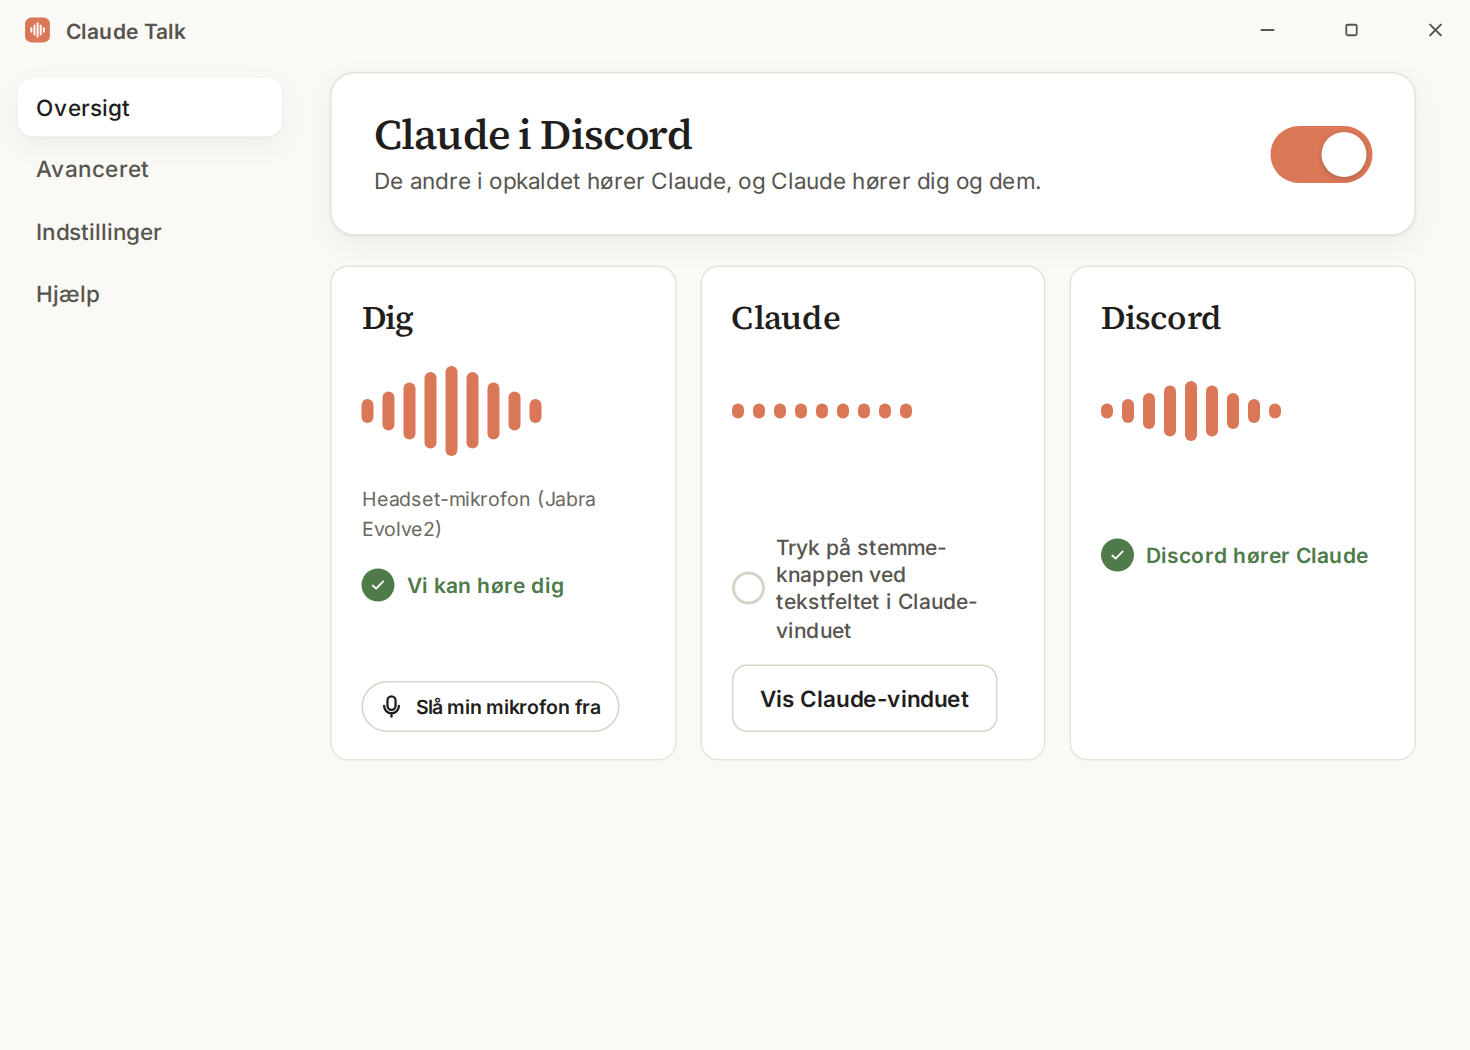 Claude Talk
Oversigt
Avanceret
Indstillinger
Hjælp
Claude i Discord
De andre i opkaldet hører Claude, og Claude hører dig og dem.
Dig
Headset-mikrofon (Jabra
Evolve2)
Vi kan høre dig
Slå min mikrofon fra
Claude
Tryk på stemme-
knappen ved
tekstfeltet i Claude-
vinduet
Vis Claude-vinduet
Discord
Discord hører Claude